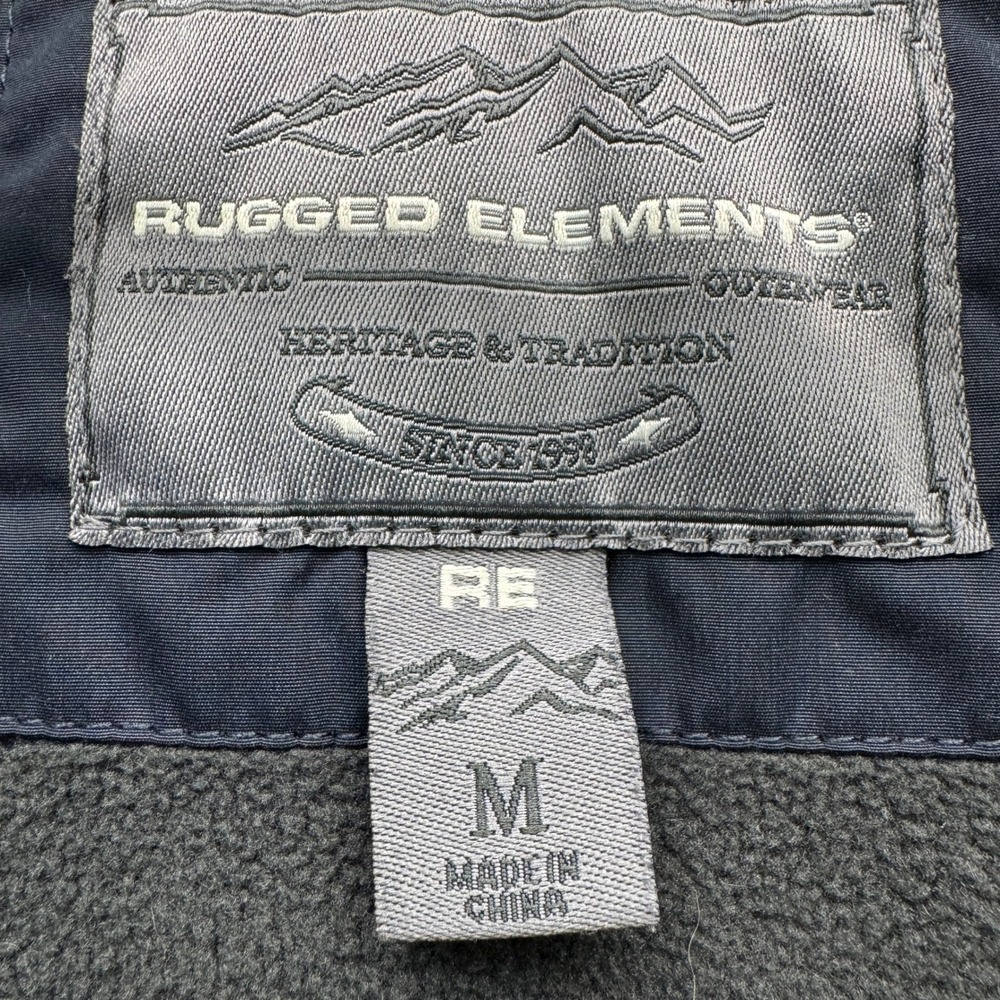 RUGGED ELEMENTS®
AUTHENTIC OUTERWEAR
HERITAGE & TRADITION
SINCE 1998
RE
M
MADE IN
CHINA